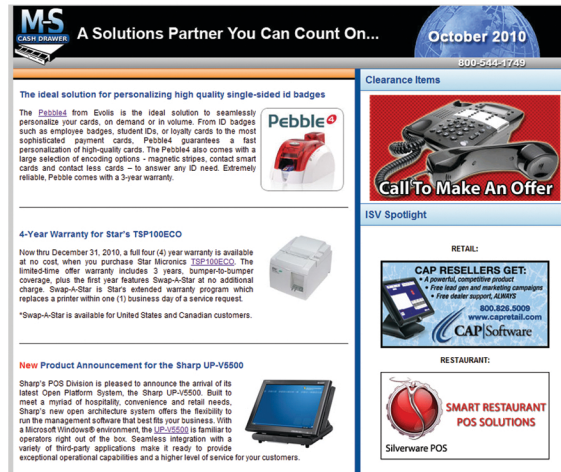 M-S
CASH DRAWER
A Solutions Partner You Can Count On...
October 2010
800-544-1749
The ideal solution for personalizing high quality single-sided id badges
The Pebble4 from Evolis is the ideal solution to seamlessly
personalize your cards, on demand or in volume. From ID badges
such as employee badges, student IDs, or loyalty cards to the most
sophisticated payment cards, Pebble4 guarantees a fast
personalization of high-quality cards. The Pebble4 also comes with a
large selection of encoding options - magnetic stripes, contact smart
cards and contact less cards – to answer any ID need. Extremely
reliable, Pebble comes with a 3-year warranty.
Pebble4
4-Year Warranty for Star's TSP100ECO
Now thru December 31, 2010, a full four (4) year warranty is available
at no cost, when you purchase Star Micronics TSP100ECO. The
limited-time offer warranty includes 3 years, bumper-to-bumper
coverage, plus the first year features Swap-A-Star at no additional
charge. Swap-A-Star is Star's extended warranty program which
replaces a printer within one (1) business day of a service request.
*Swap-A-Star is available for United States and Canadian customers.
New Product Announcement for the Sharp UP-V5500
Sharp's POS Division is pleased to announce the arrival of its
latest Open Platform System, the Sharp UP-V5500. Built to
meet a myriad of hospitality, convenience and retail needs,
Sharp's new open architecture system offers the flexibility to
run the management software that best fits your business. With
a Microsoft Windows® environment, the UP-V5500 is familiar to
operators right out of the box. Seamless integration with a
variety of third-party applications make it ready to provide
exceptional operational capabilities and a higher level of service for your customers.
Clearance Items
Call To Make An Offer
ISV Spotlight
RETAIL:
CAP RESELLERS GET:
• A powerful, competitive product
• Free lead gen and marketing campaigns
• Free dealer support, ALWAYS
800.826.5009
www.capretail.com
CAP Software
RESTAURANT:
SMART RESTAURANT
POS SOLUTIONS
Silverware POS